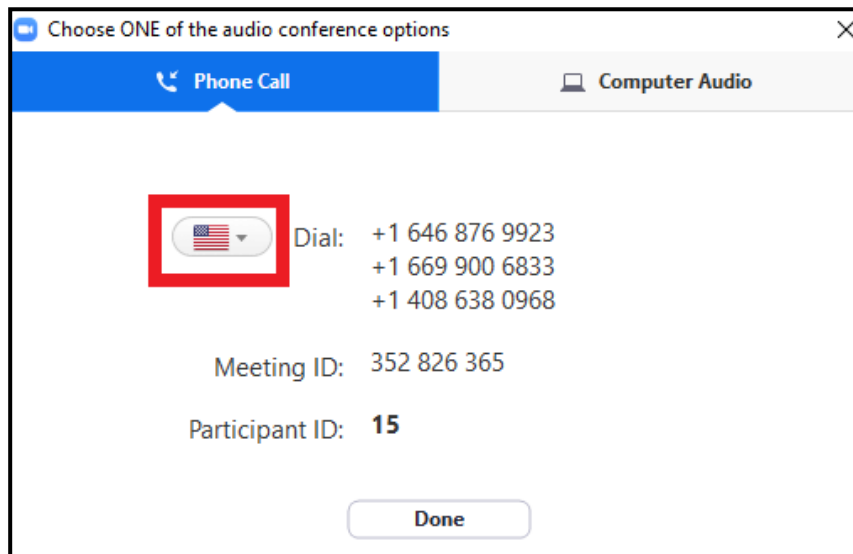 Choose ONE of the audio conference options
Phone Call
Computer Audio
Dial: +1 646 876 9923
+1 669 900 6833
+1 408 638 0968
Meeting ID: 352 826 365
Participant ID: 15
Done